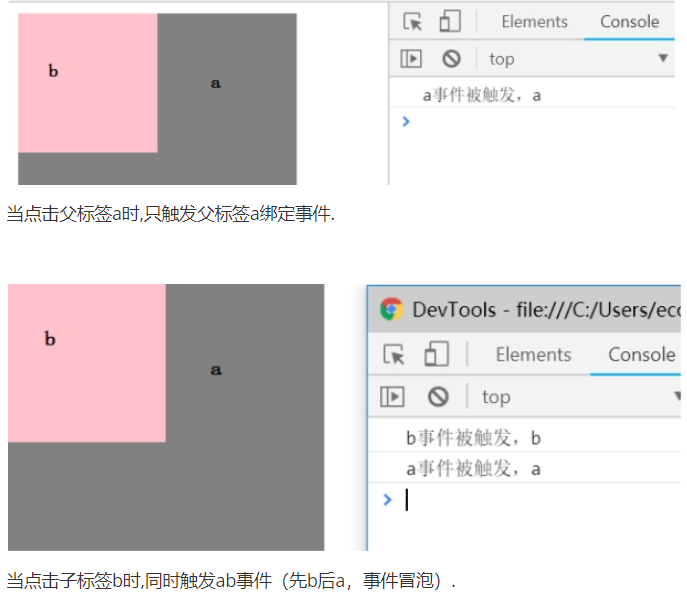 b
a
Elements Console
top
a事件被触发，a
当点击父标签a时,只触发父标签a绑定事件.
b
a
DevTools - file:///C:/Users/ecc
Elements Console
top
b事件被触发，b
a事件被触发，a
当点击子标签b时,同时触发ab事件（先b后a，事件冒泡）.